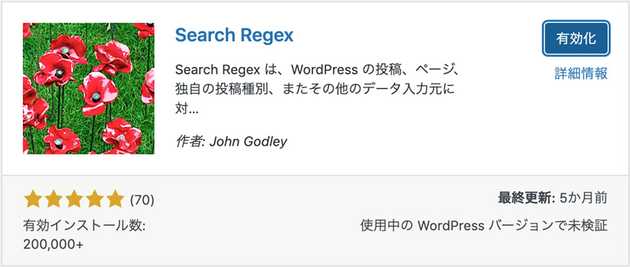 Search Regex
有効化
詳細情報
Search Regex は、WordPress の投稿、ページ、
独自の投稿種別、またその他のデータ入力元に
対...
作者: John Godley
(70)
最終更新: 5か月前
有効インストール数:
200,000+
使用中の WordPress バージョンで未検証